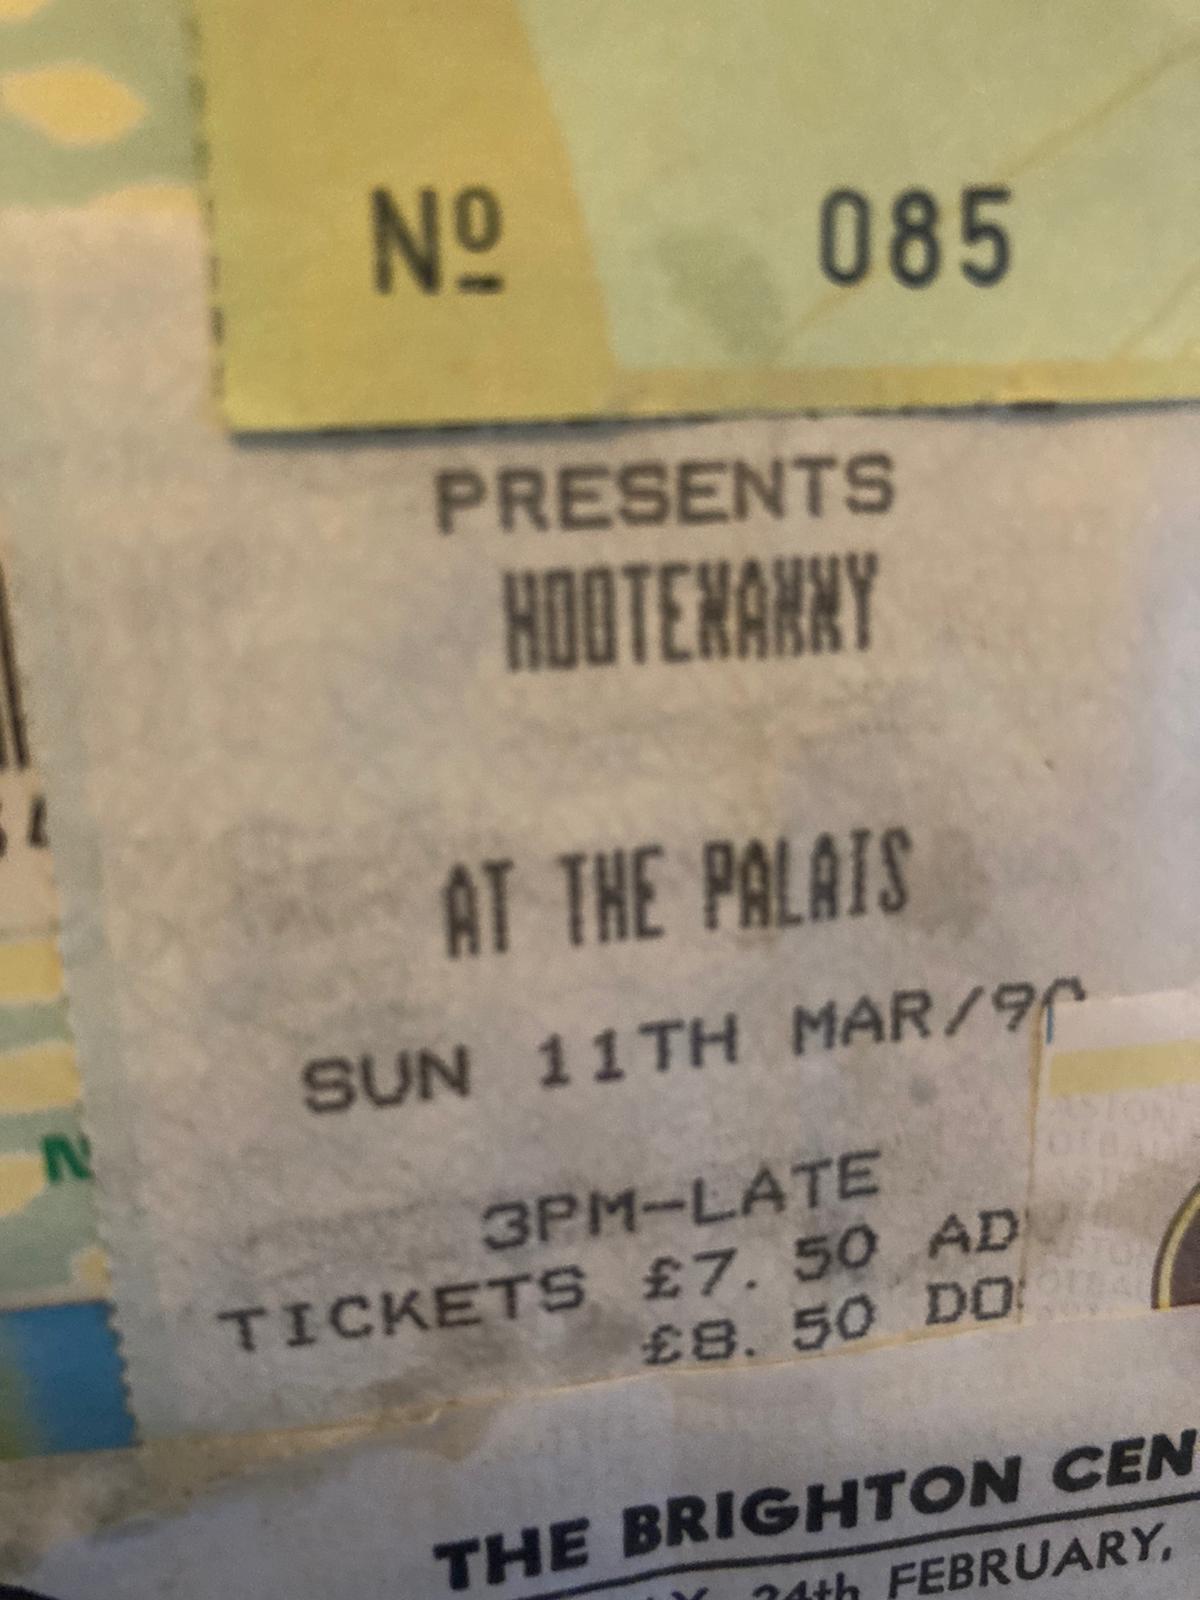 Nº 085
PRESENTS
HOOTENANNY
AT THE PALAIS
SUN 11TH MAR/90
3PM-LATE
TICKETS £7.50 AD
£8.50 DO
N
THE BRIGHTON CEN
24th FEBRUARY,